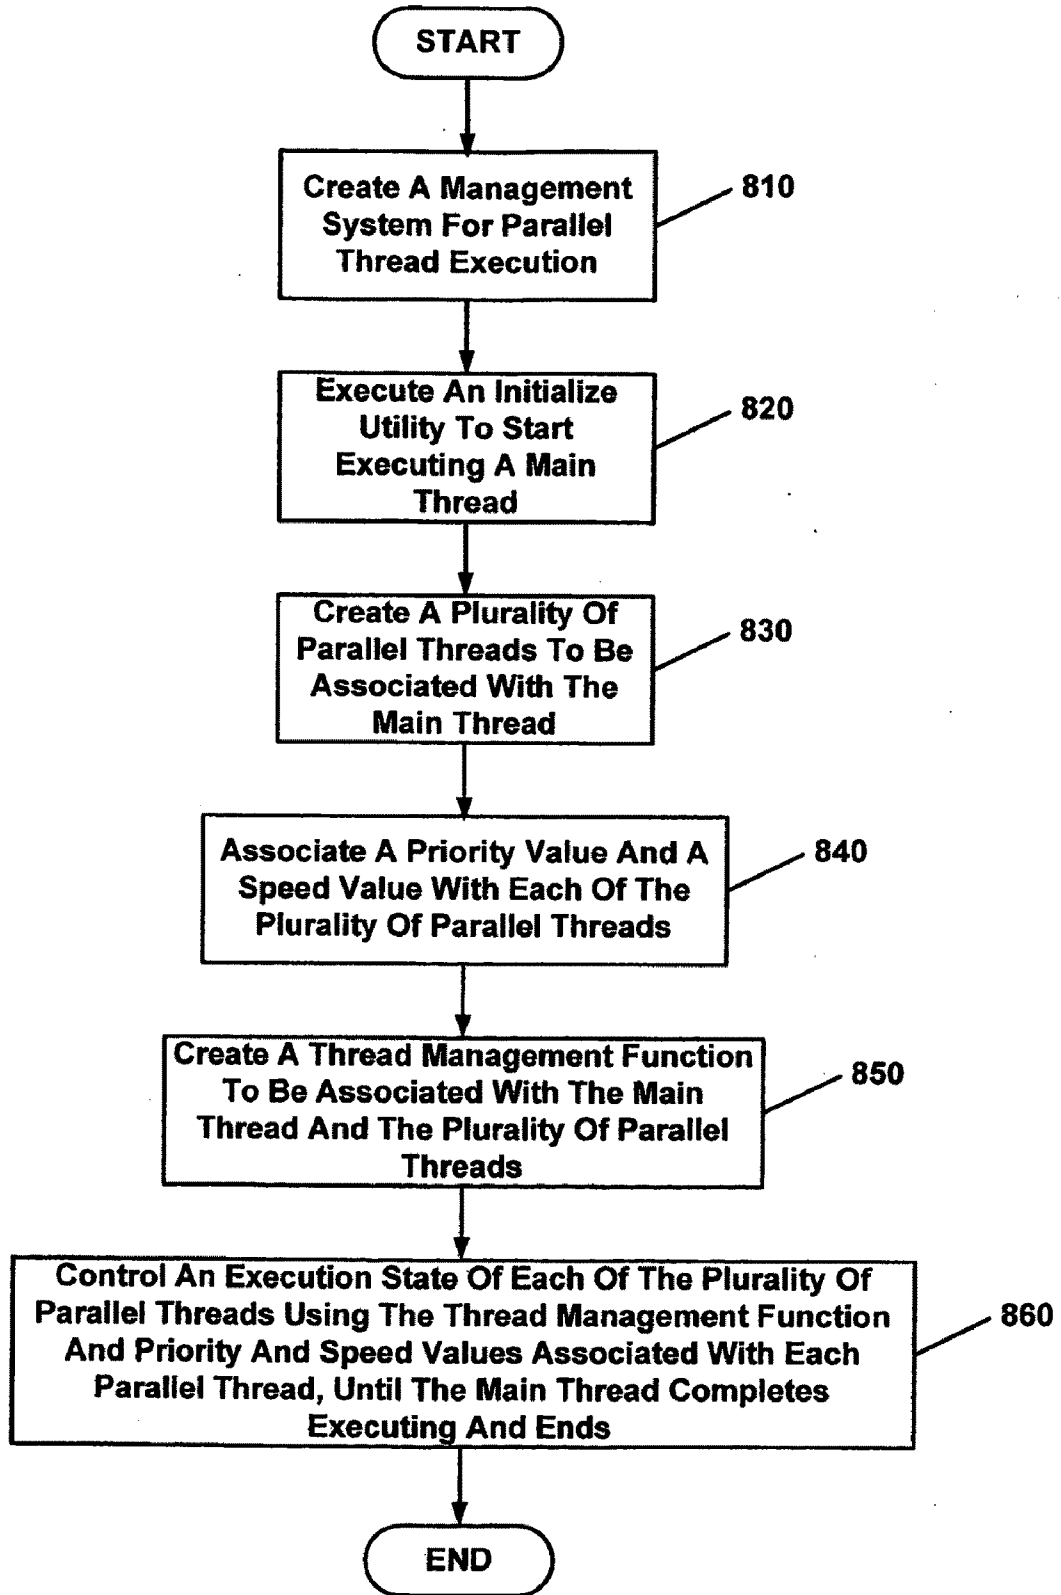 START
Create A Management
System For Parallel
Thread Execution
810
Execute An Initialize
Utility To Start
Executing A Main
Thread
820
Create A Plurality Of
Parallel Threads To Be
Associated With The
Main Thread
830
Associate A Priority Value And A
Speed Value With Each Of The
Plurality Of Parallel Threads
840
Create A Thread Management Function
To Be Associated With The Main
Thread And The Plurality Of Parallel
Threads
850
Control An Execution State Of Each Of The Plurality Of
Parallel Threads Using The Thread Management Function
And Priority And Speed Values Associated With Each
Parallel Thread, Until The Main Thread Completes
Executing And Ends
860
END